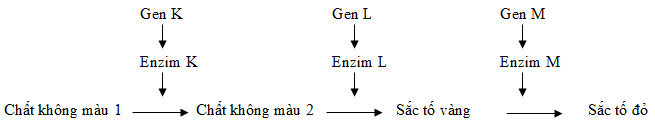 Gen K Gen L Gen M
Enzim K Enzim L Enzim M
Chất không màu 1 Chất không màu 2 Sắc tố vàng Sắc tố đỏ